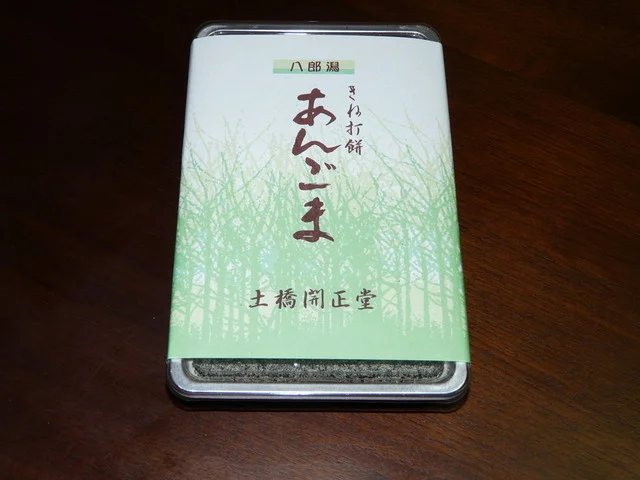 八郎潟
きね打餅
あんごま
土橋開正堂